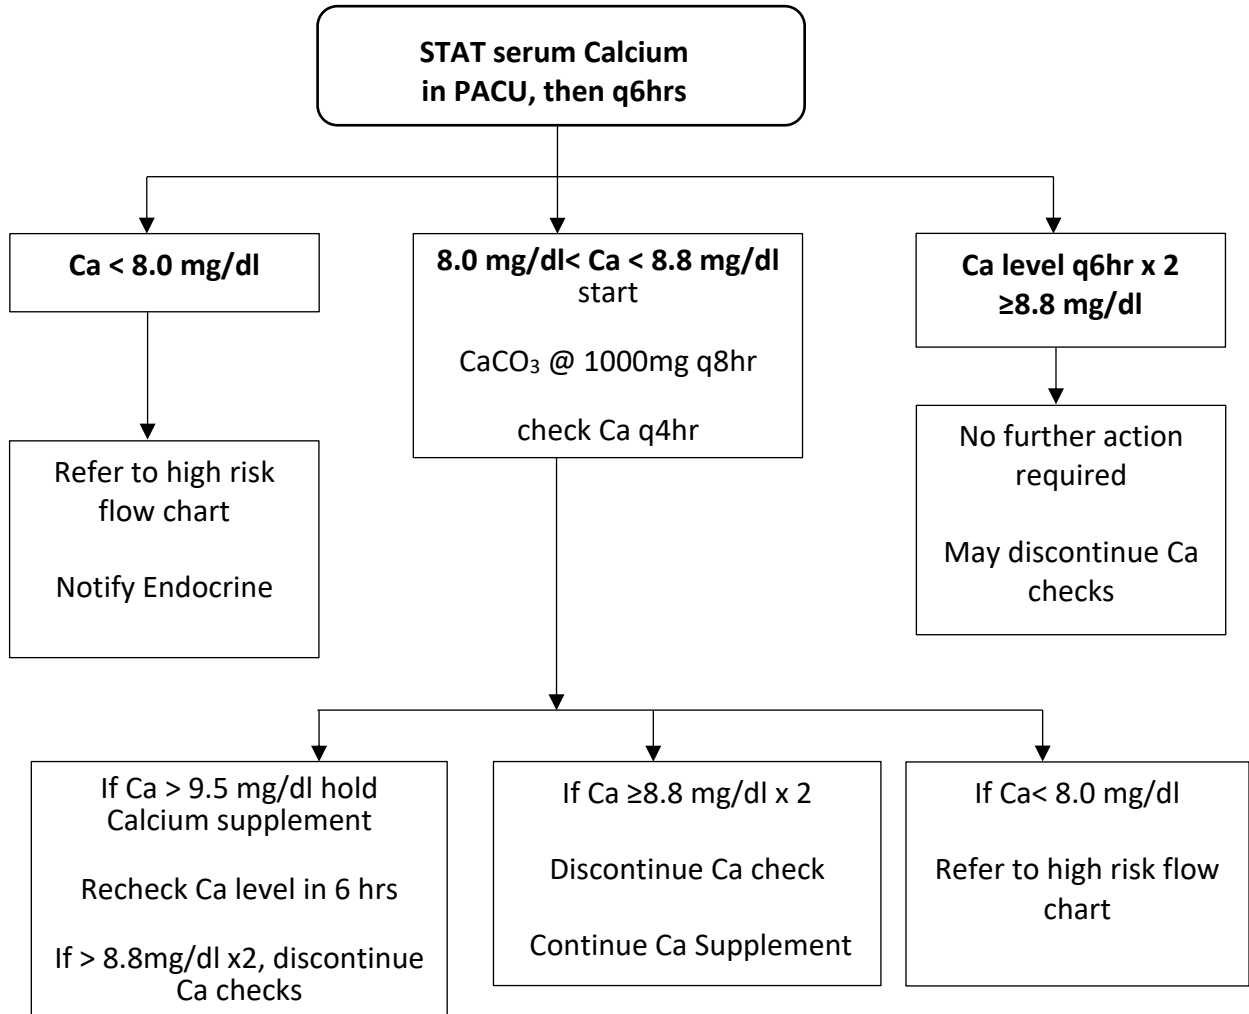 STAT serum Calcium
in PACU, then q6hrs
Ca < 8.0 mg/dl
8.0 mg/dl< Ca < 8.8 mg/dl
start
CaCO₃ @ 1000mg q8hr
check Ca q4hr
Ca level q6hr x 2
≥8.8 mg/dl
Refer to high risk
flow chart
Notify Endocrine
No further action
required
May discontinue Ca
checks
If Ca > 9.5 mg/dl hold
Calcium supplement
Recheck Ca level in 6 hrs
If > 8.8mg/dl x2, discontinue
Ca checks
If Ca ≥8.8 mg/dl x 2
Discontinue Ca check
Continue Ca Supplement
If Ca< 8.0 mg/dl
Refer to high risk flow
chart